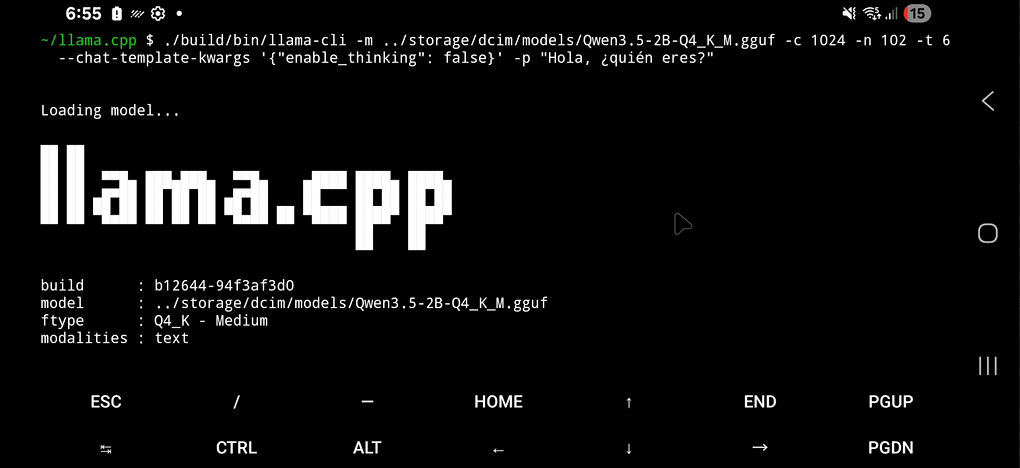 6:55 15
~/llama.cpp $ ./build/bin/llama-cli -m ../storage/dcim/models/Qwen3.5-2B-Q4_K_M.gguf -c 1024 -n 102 -t 6
--chat-template-kwargs '{"enable_thinking": false}' -p "Hola, ¿quién eres?"
Loading model...
llama.cpp
build : b12644-94f3af3d0
model : ../storage/dcim/models/Qwen3.5-2B-Q4_K_M.gguf
ftype : Q4_K - Medium
modalities : text
ESC / — HOME ↑ END PGUP
↹ CTRL ALT ← ↓ → PGDN